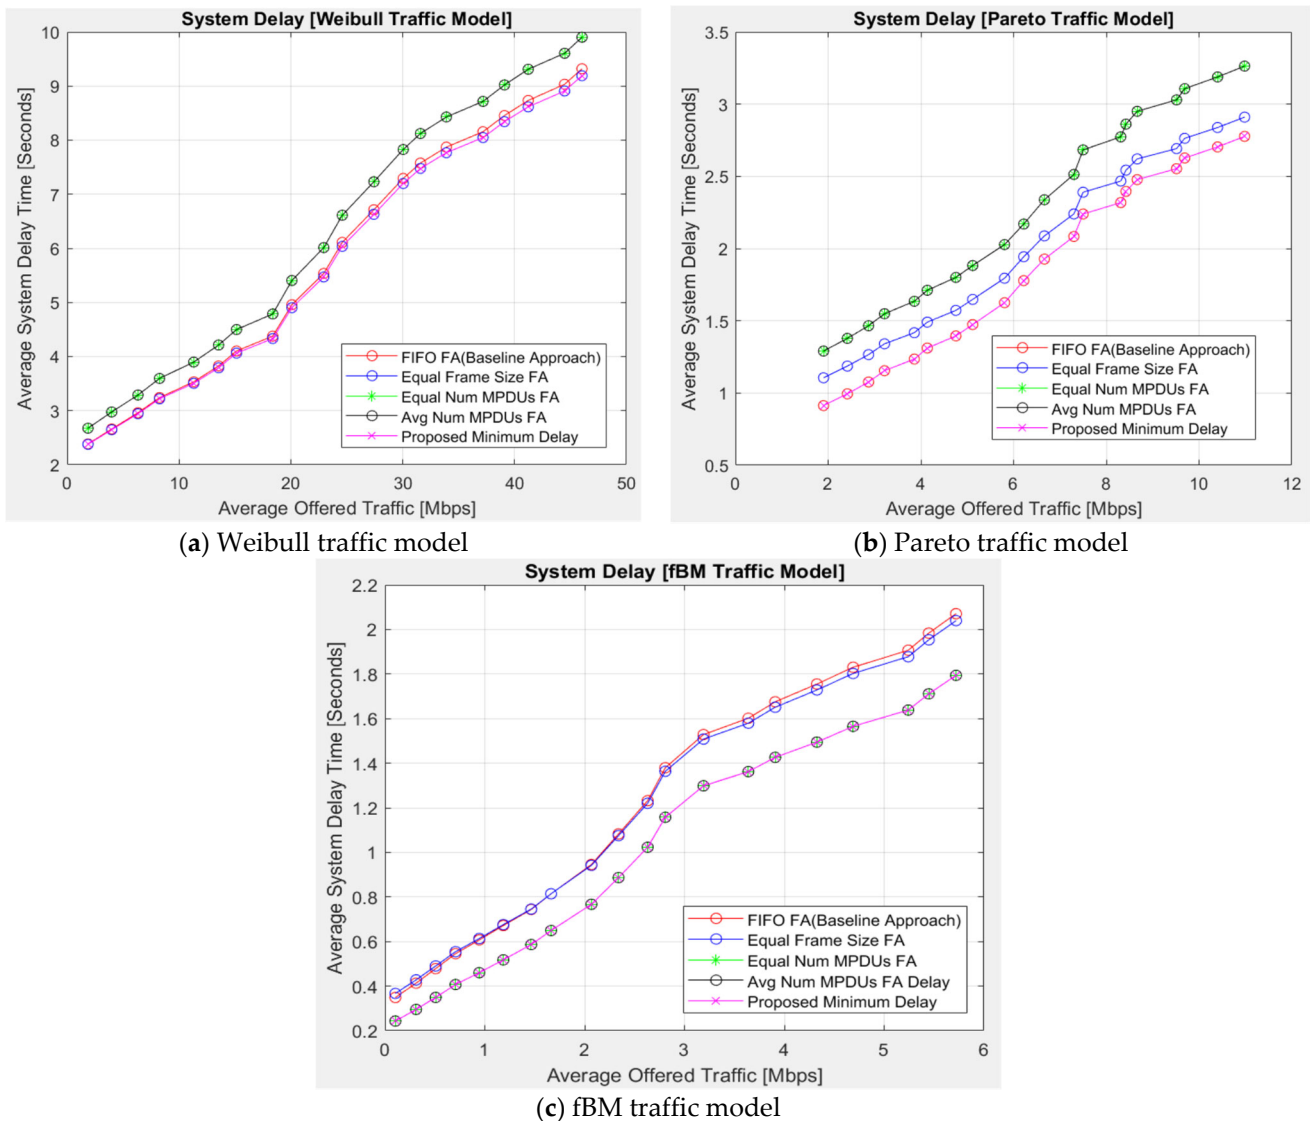 System Delay [Weibull Traffic Model]
Average System Delay Time [Seconds]
10
9
8
7
6
5
4
3
2
0 10 20 30 40 50
Average Offered Traffic [Mbps]
FIFO FA(Baseline Approach)
Equal Frame Size FA
Equal Num MPDUs FA
Avg Num MPDUs FA
Proposed Minimum Delay
(a) Weibull traffic model
System Delay [Pareto Traffic Model]
Average System Delay Time [Seconds]
3.5
3
2.5
2
1.5
1
0.5
0 2 4 6 8 10 12
Average Offered Traffic [Mbps]
FIFO FA(Baseline Approach)
Equal Frame Size FA
Equal Num MPDUs FA
Avg Num MPDUs FA
Proposed Minimum Delay
(b) Pareto traffic model
System Delay [fBM Traffic Model]
Average System Delay Time [Seconds]
2.2
2
1.8
1.6
1.4
1.2
1
0.8
0.6
0.4
0.2
0 1 2 3 4 5 6
Average Offered Traffic [Mbps]
FIFO FA(Baseline Approach)
Equal Frame Size FA
Equal Num MPDUs FA
Avg Num MPDUs FA Delay
Proposed Minimum Delay
(c) fBM traffic model